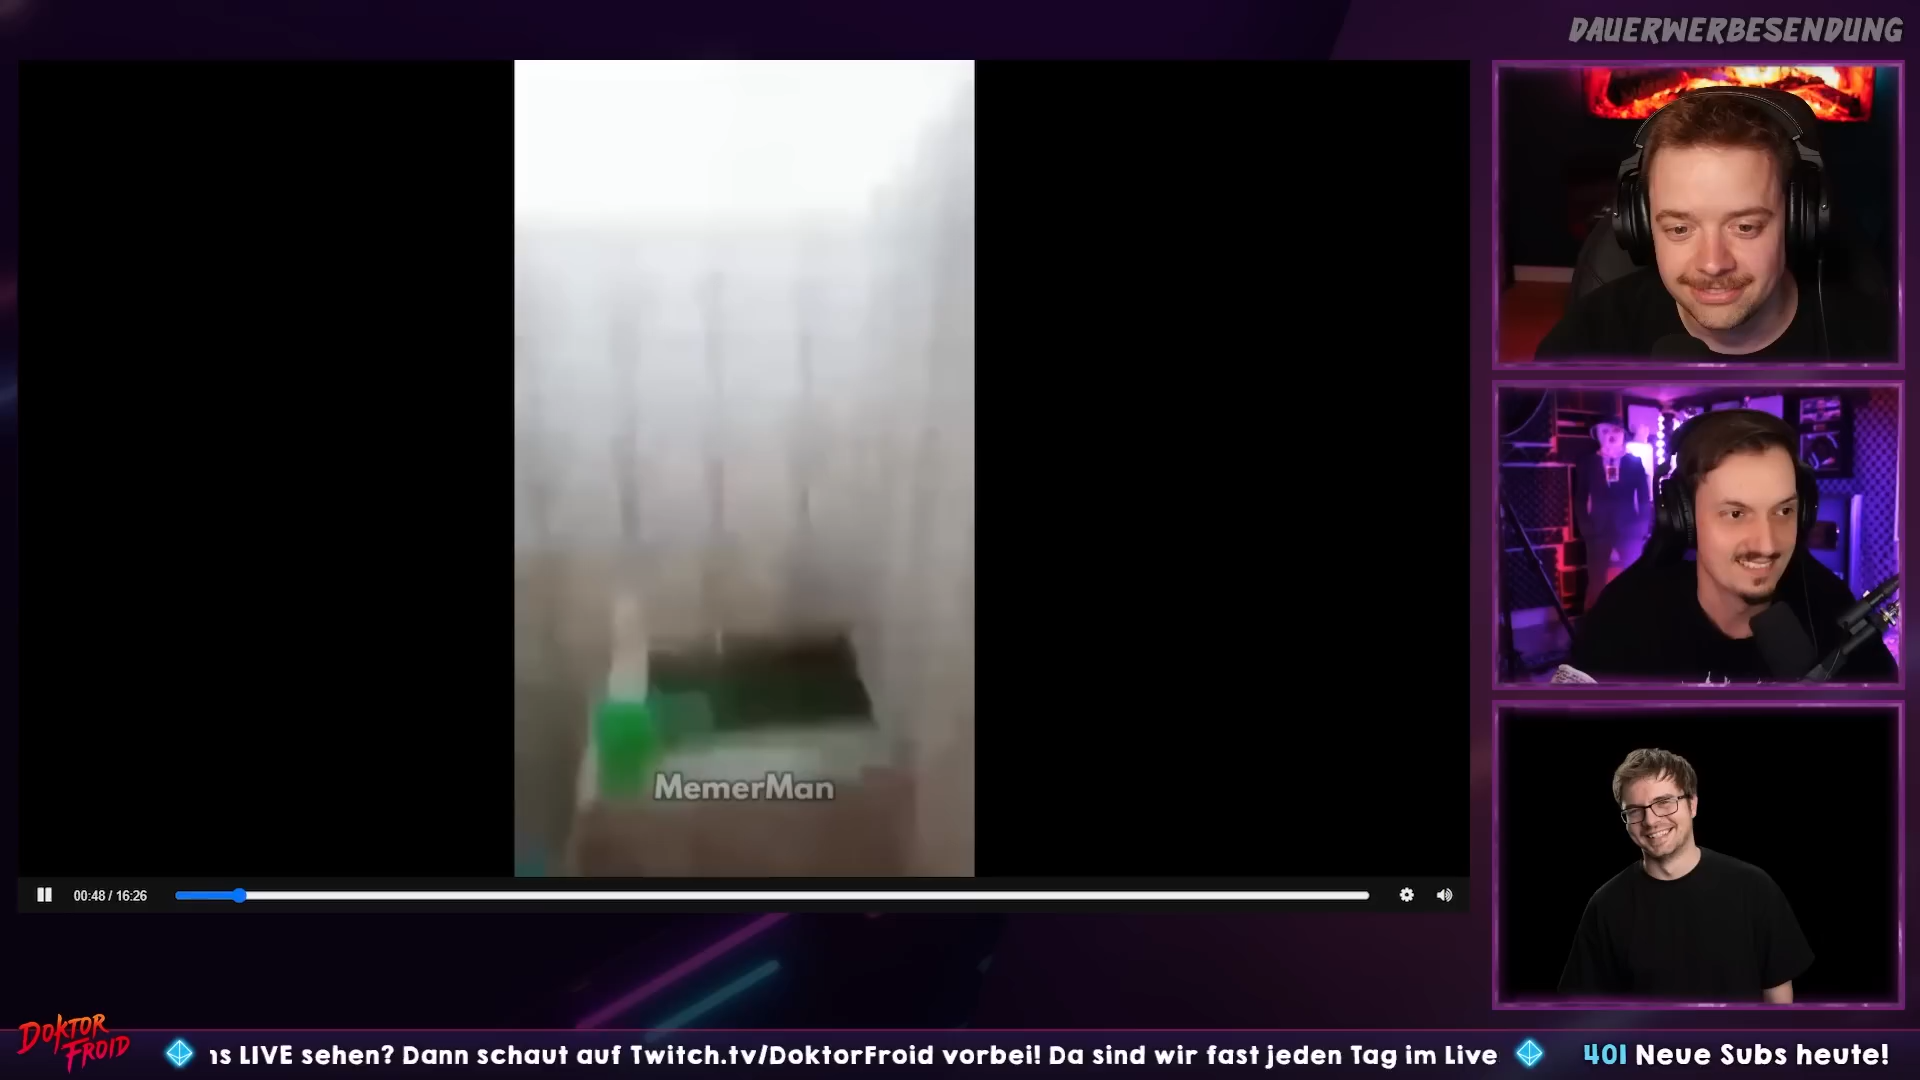 DAUERWERBESENDUNG
MemerMan
00:48 / 16:26
DOKTOR
FROID
ns LIVE sehen? Dann schaut auf Twitch.tv/DoktorFroid vorbei! Da sind wir fast jeden Tag im Live
401 Neue Subs heute!